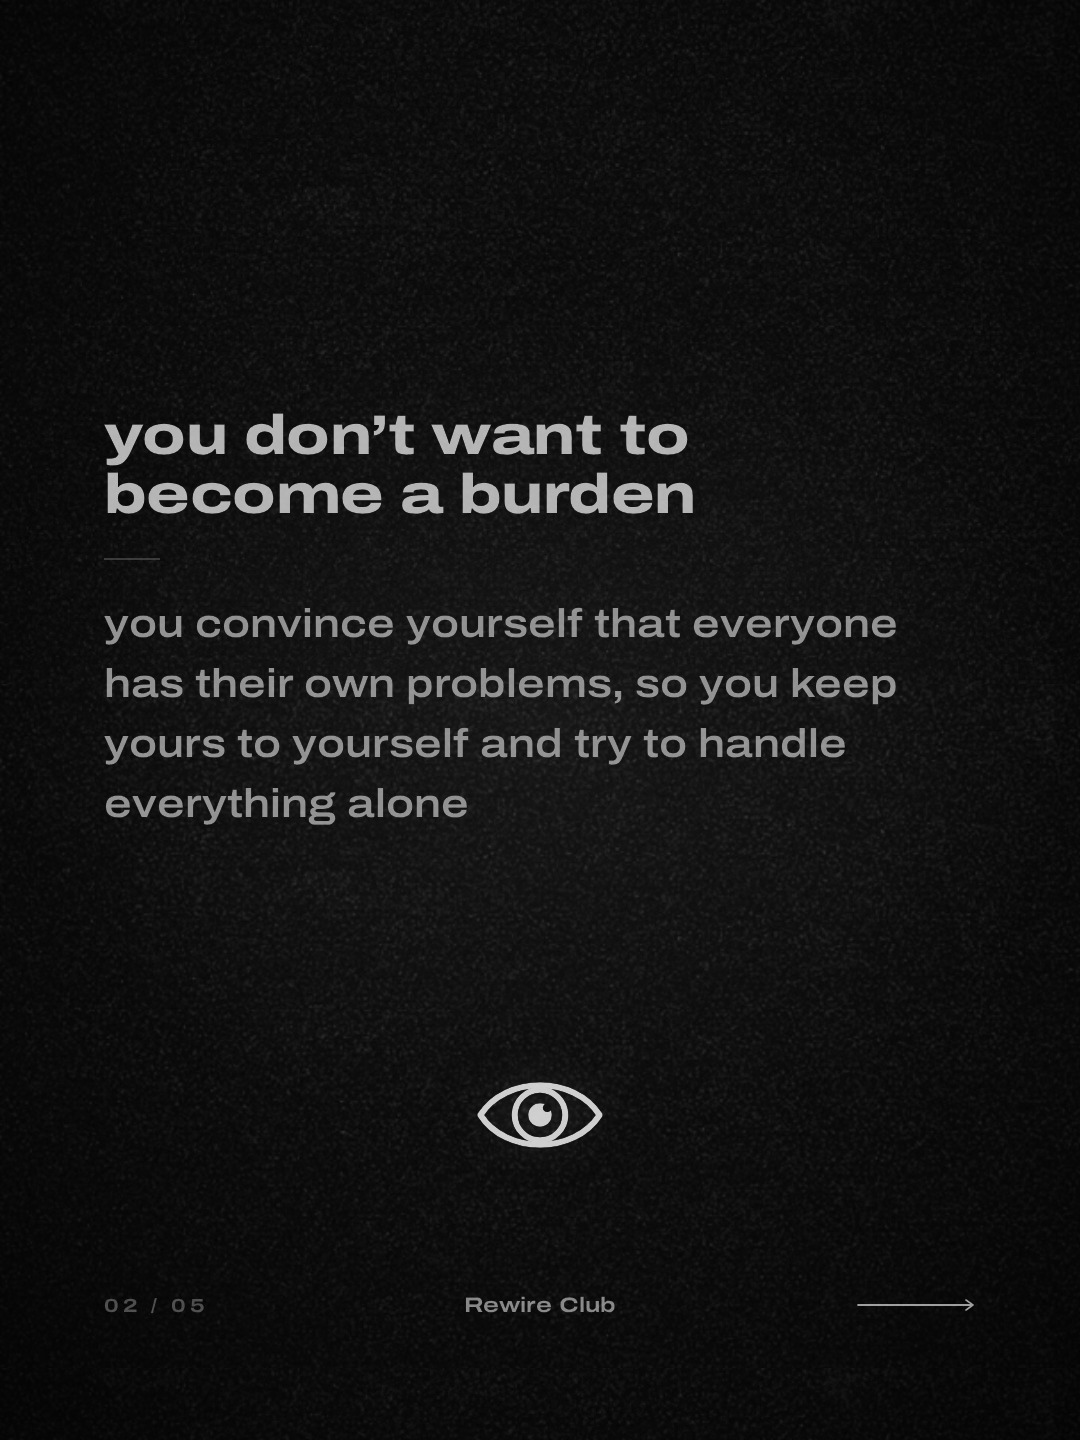 you don’t want to
become a burden
you convince yourself that everyone
has their own problems, so you keep
yours to yourself and try to handle
everything alone
02 / 05
Rewire Club